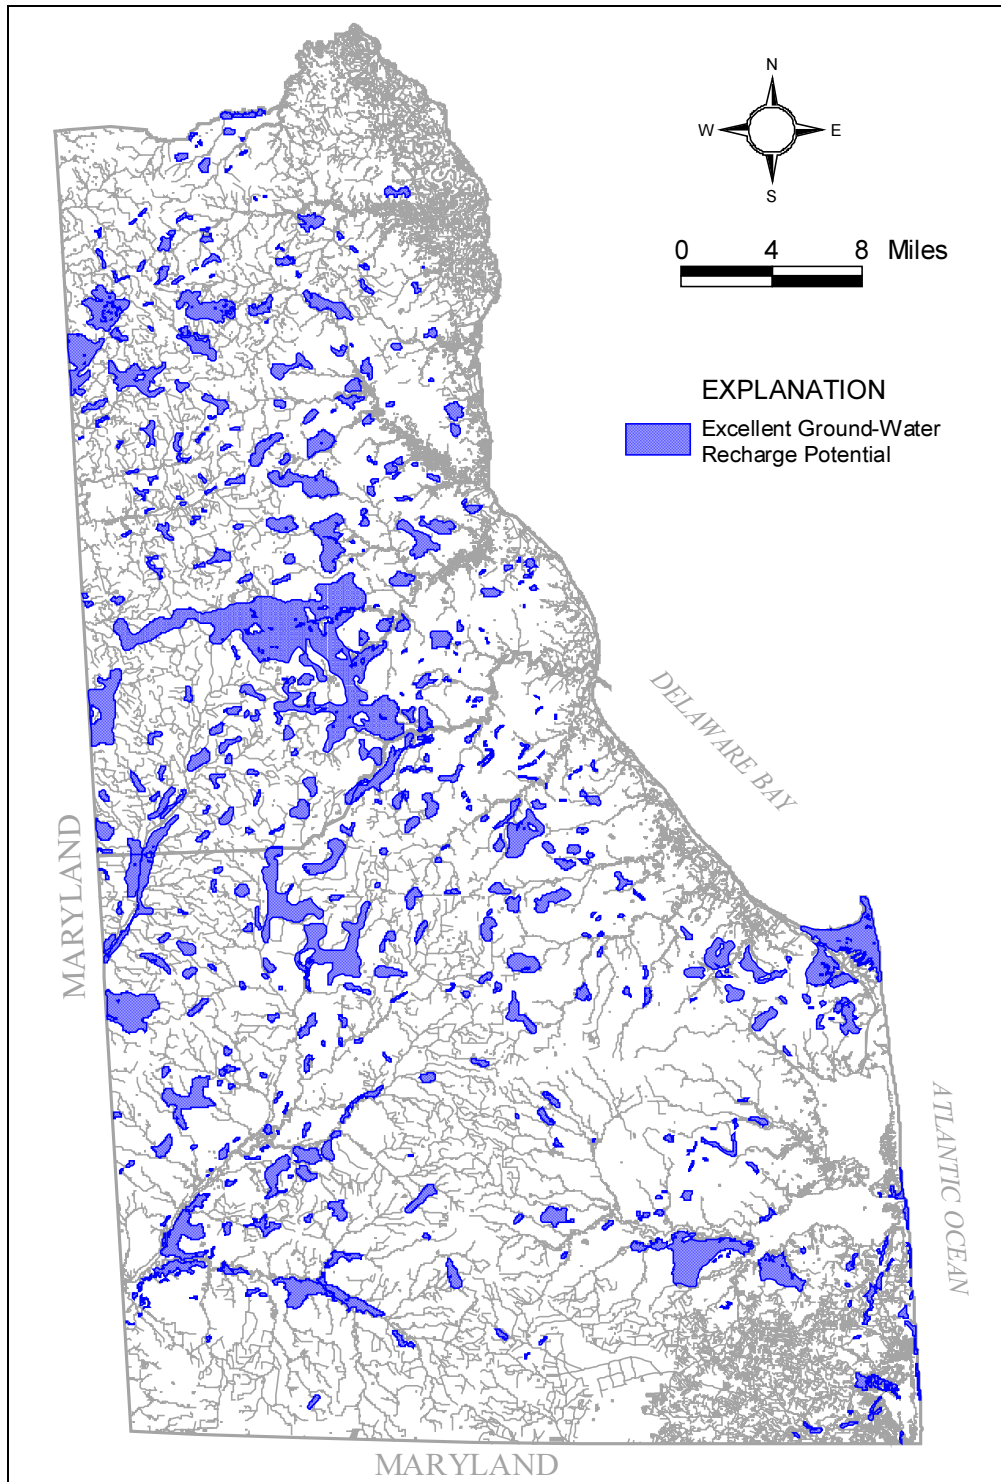 N
W E
S
0 4 8 Miles
EXPLANATION
Excellent Ground-Water
Recharge Potential
DELAWARE BAY
MARYLAND
ATLANTIC OCEAN
MARYLAND